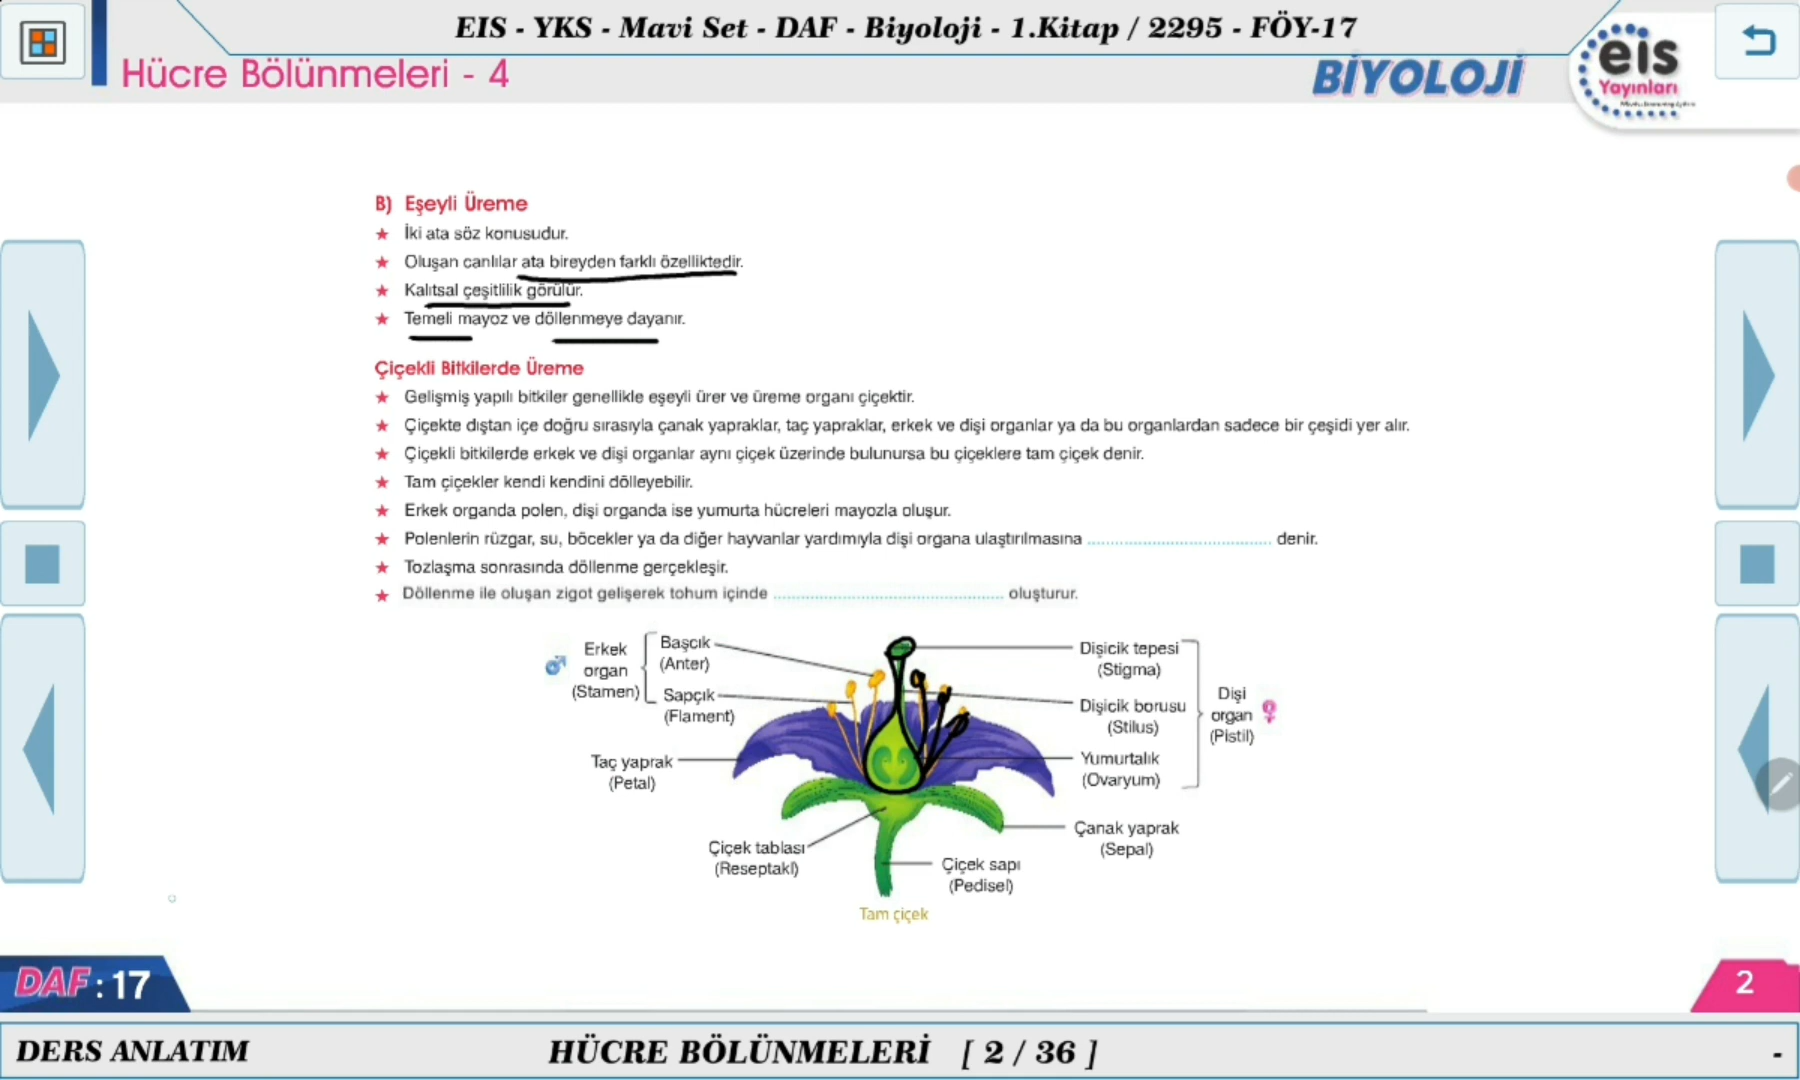 EIS - YKS - Mavi Set - DAF - Biyoloji - 1.Kitap / 2295 - FÖY-17
Hücre Bölünmeleri - 4
BİYOLOJİ
eis
Yayınları
B) Eşeyli Üreme
★ İki ata söz konusudur.
★ Oluşan canlılar ata bireyden farklı özelliktedir.
★ Kalıtsal çeşitlilik görülür.
★ Temeli mayoz ve döllenmeye dayanır.
Çiçekli Bitkilerde Üreme
★ Gelişmiş yapılı bitkiler genellikle eşeyli ürer ve üreme organı çiçektir.
★ Çiçekte dıştan içe doğru sırasıyla çanak yapraklar, taç yapraklar, erkek ve dişi organlar ya da bu organlardan sadece bir çeşidi yer alır.
★ Çiçekli bitkilerde erkek ve dişi organlar aynı çiçek üzerinde bulunursa bu çiçeklere tam çiçek denir.
★ Tam çiçekler kendi kendini dölleyebilir.
★ Erkek organda polen, dişi organda ise yumurta hücreleri mayozla oluşur.
★ Polenlerin rüzgar, su, böcekler ya da diğer hayvanlar yardımıyla dişi organa ulaştırılmasına ........................................ denir.
★ Tozlaşma sonrasında döllenme gerçekleşir.
★ Döllenme ile oluşan zigot gelişerek tohum içinde ........................................ oluşturur.
Erkek
organ
(Stamen)
Başcık
(Anter)
Sapçık
(Flament)
Taç yaprak
(Petal)
Çiçek tablası
(Reseptakl)
Dişicik tepesi
(Stigma)
Dişicik borusu
(Stilus)
Yumurtalık
(Ovaryum)
Dişi
organ
(Pistil)
Çanak yaprak
(Sepal)
Çiçek sapı
(Pedisel)
Tam çiçek
DAF : 17
2
DERS ANLATIM
HÜCRE BÖLÜNMELERİ [ 2 / 36 ]
-